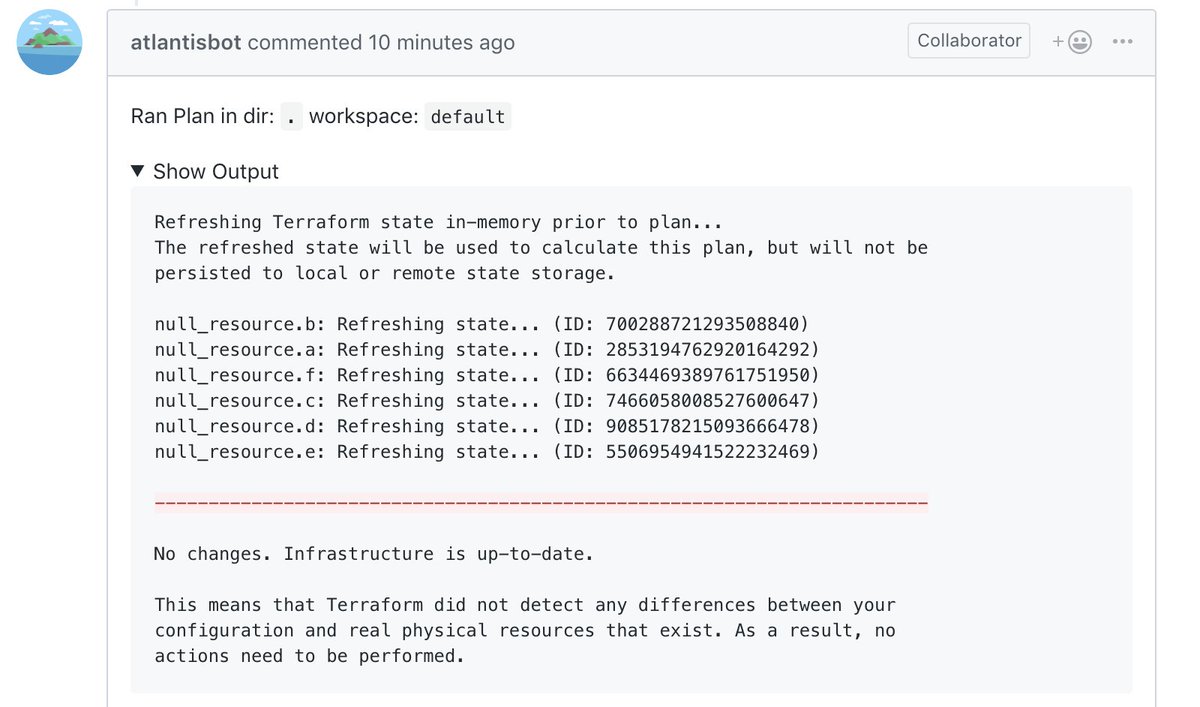 atlantisbot commented 10 minutes ago
Collaborator
Ran Plan in dir: . workspace: default
▼ Show Output
Refreshing Terraform state in-memory prior to plan...
The refreshed state will be used to calculate this plan, but will not be
persisted to local or remote state storage.
null_resource.b: Refreshing state... (ID: 700288721293508840)
null_resource.a: Refreshing state... (ID: 2853194762920164292)
null_resource.f: Refreshing state... (ID: 6634469389761751950)
null_resource.c: Refreshing state... (ID: 7466058008527600647)
null_resource.d: Refreshing state... (ID: 9085178215093666478)
null_resource.e: Refreshing state... (ID: 5506954941522232469)
------------------------------------------------------------------------
No changes. Infrastructure is up-to-date.
This means that Terraform did not detect any differences between your
configuration and real physical resources that exist. As a result, no
actions need to be performed.